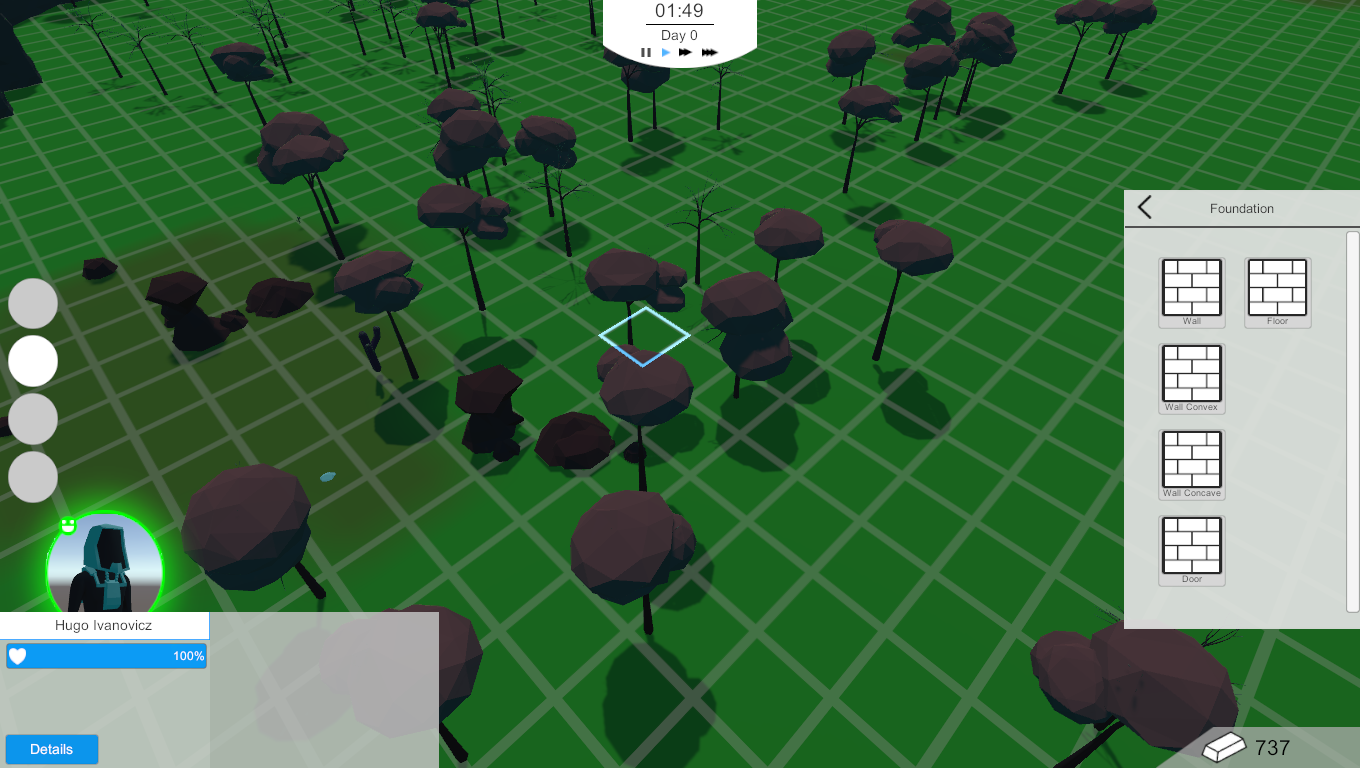 01:49
Day 0
Foundation
Wall
Floor
Wall Convex
Wall Concave
Door
Hugo Ivanovicz
100%
Details
737